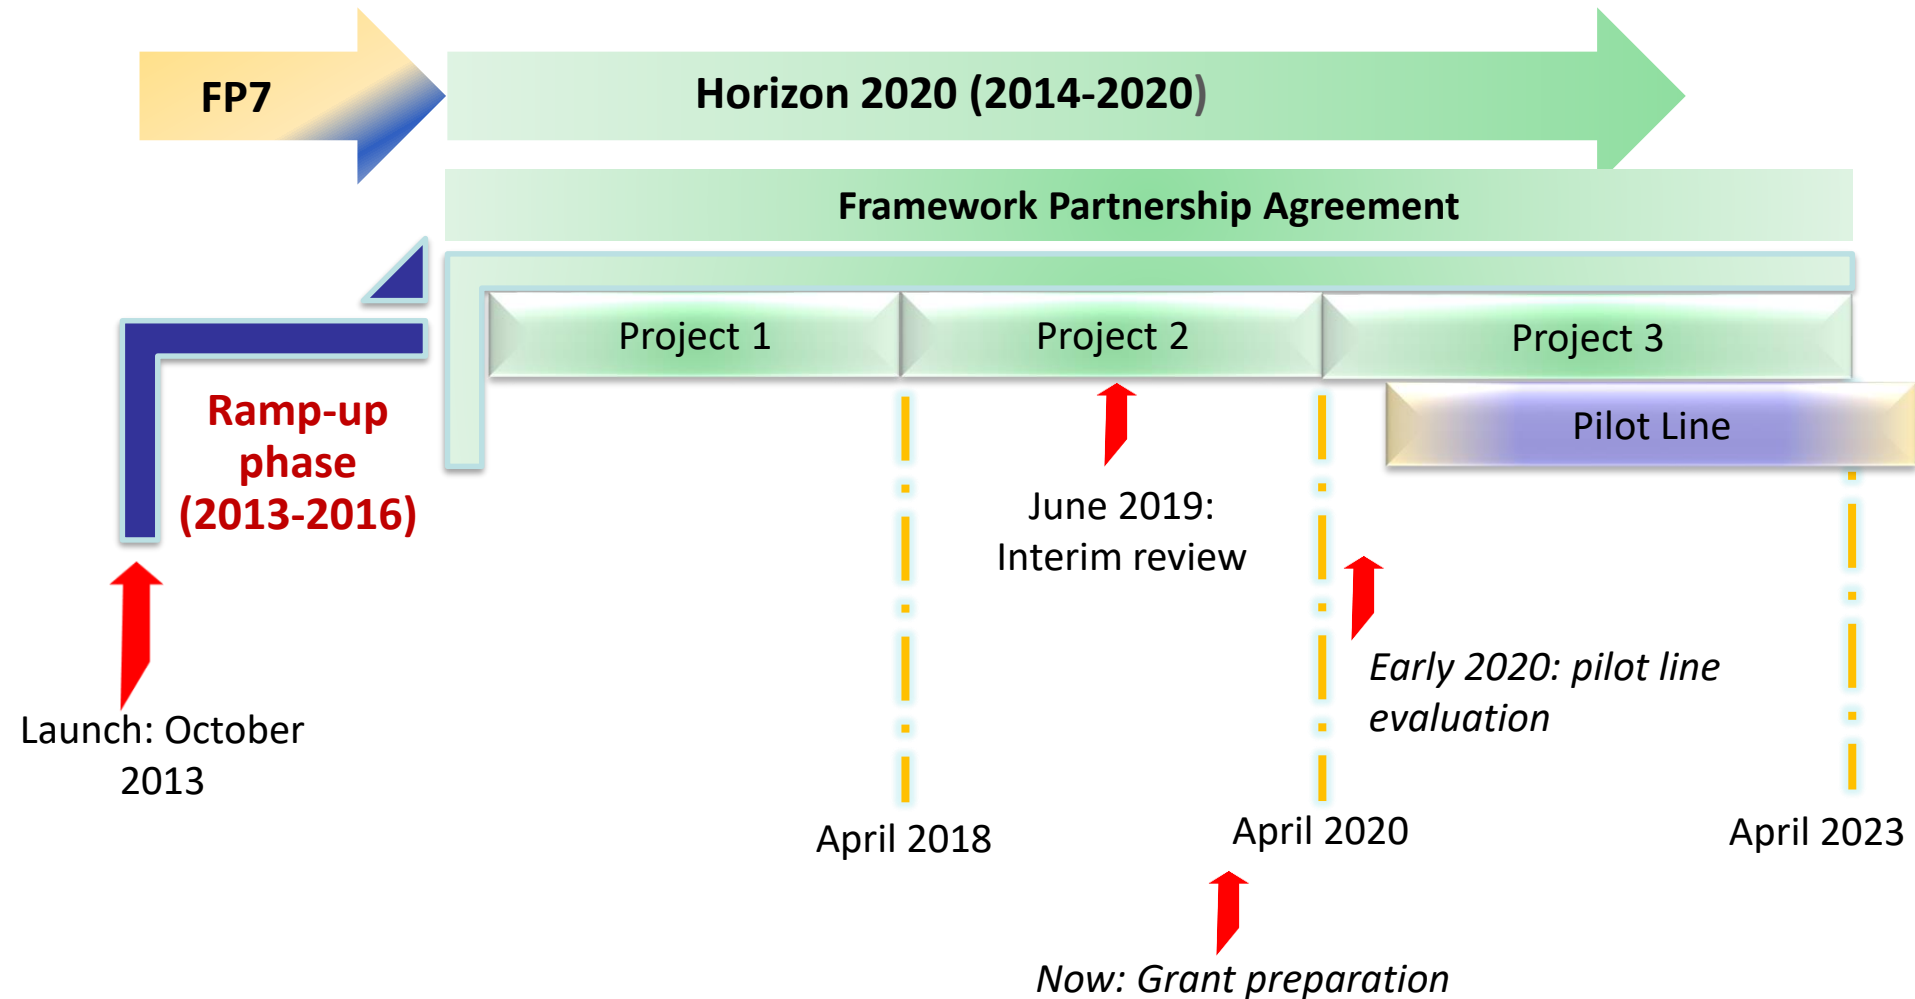 FP7
Horizon 2020 (2014-2020)
Framework Partnership Agreement
Project 1
Project 2
Project 3
Pilot Line
Ramp-up
phase
(2013-2016)
June 2019:
Interim review
Early 2020: pilot line
evaluation
Launch: October
2013
April 2018
April 2020
April 2023
Now: Grant preparation